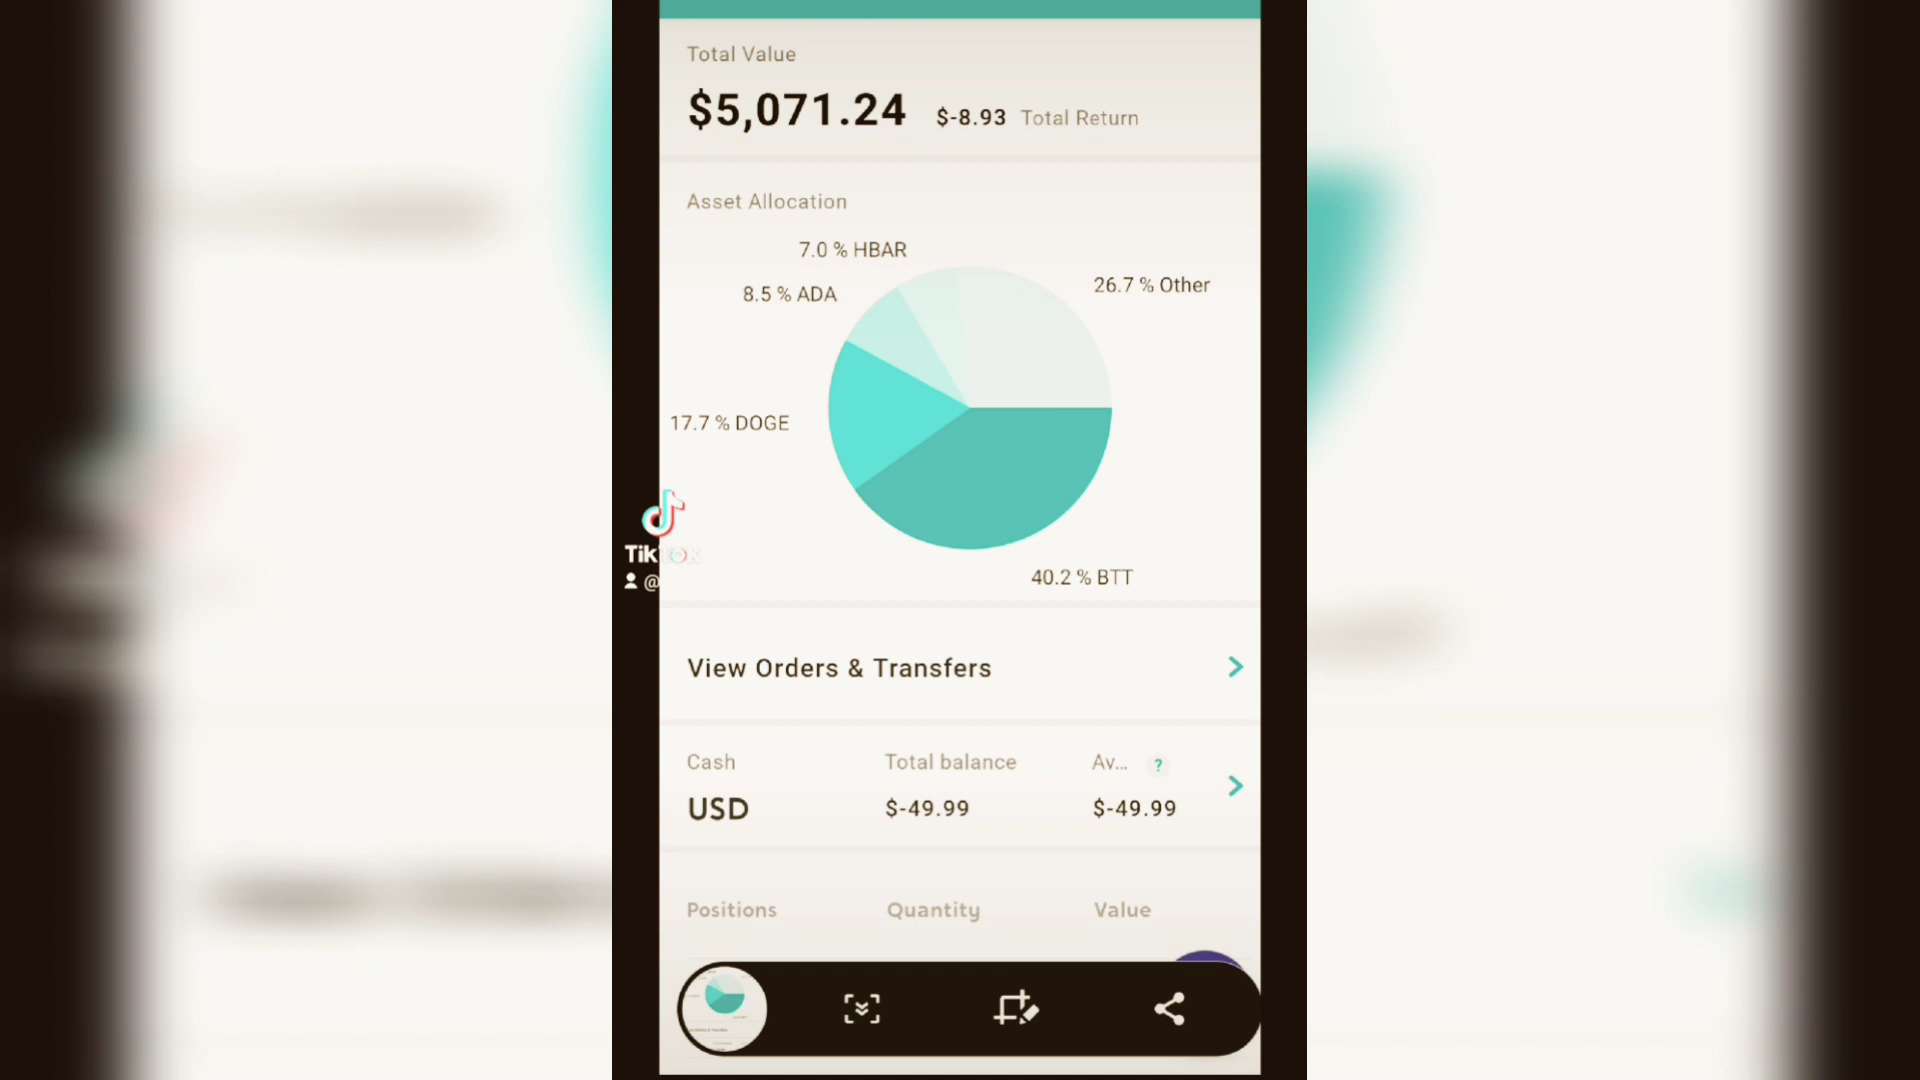 Total Value
$5,071.24 $-8.93 Total Return
Asset Allocation
7.0 % HBAR
26.7 % Other
8.5 % ADA
17.7 % DOGE
TikTok
@
40.2 % BTT
View Orders & Transfers
Cash Total balance Av... ?
USD $-49.99 $-49.99
Positions Quantity Value